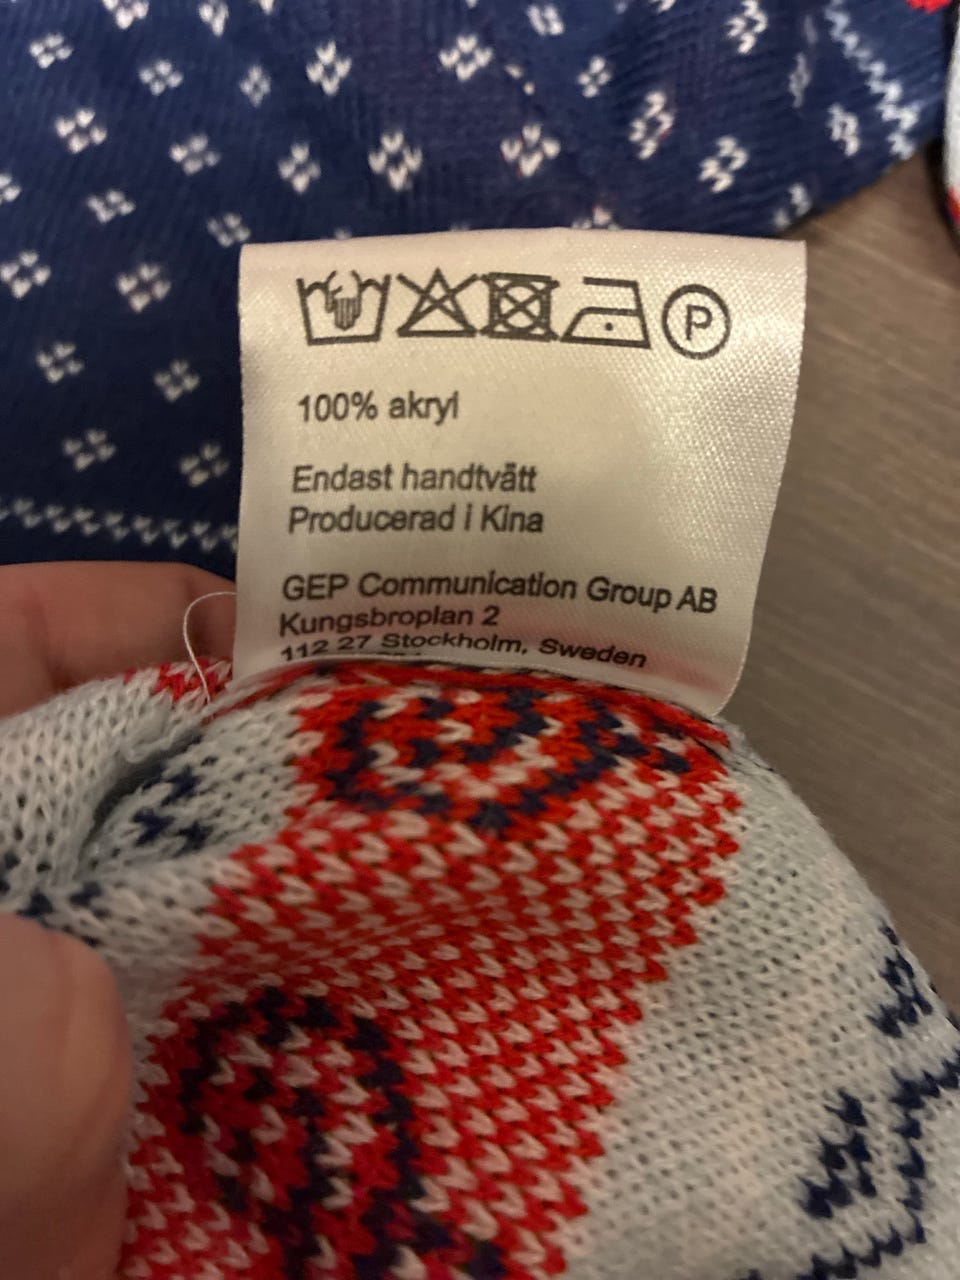 P
100% akryl
Endast handtvätt
Producerad i Kina
GEP Communication Group AB
Kungsbroplan 2
112 27 Stockholm, Sweden